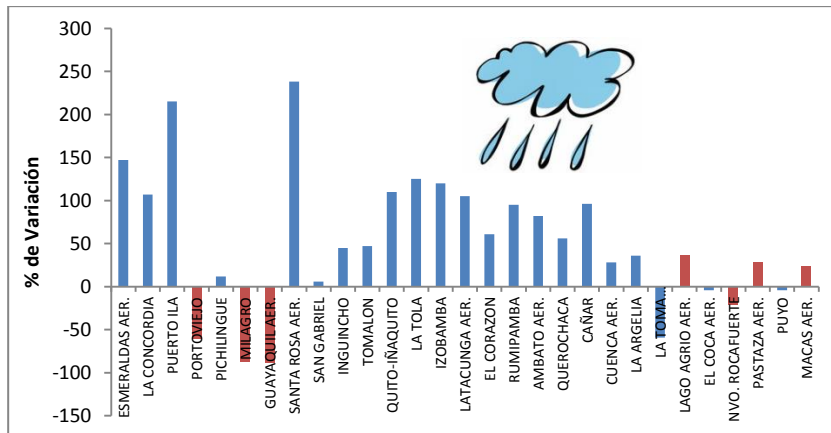 % de Variación
300
250
200
150
100
50
0
-50
-100
-150
ESMERALDAS AER.
LA CONCORDIA
PUERTO ILA
PORTOVIEJO
PICHILINGUE
MILAGRO
GUAYAQUIL AER.
SANTA ROSA AER.
SAN GABRIEL
INGUINCHO
TOMALON
QUITO-IÑAQUITO
LA TOLA
IZOBAMBA
LATACUNGA AER.
EL CORAZON
RUMIPAMBA
AMBATO AER.
QUEROCHACA
CAÑAR
CUENCA AER.
LA ARGELIA
LA TOMA…
LAGO AGRIO AER.
EL COCA AER.
NVO. ROCAFUERTE
PASTAZA AER.
PUYO
MACAS AER.